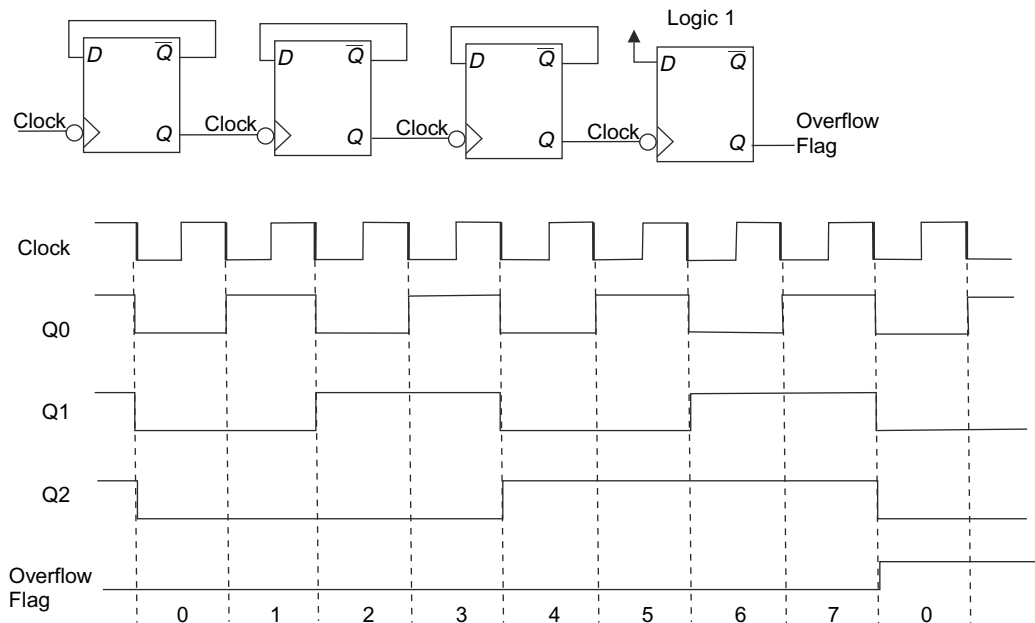 Logic 1
D Q̅ D Q̅ D Q̅ D Q̅
Clock Q Clock Q Clock Q Clock Q Overflow
Flag
Clock
Q0
Q1
Q2
Overflow
Flag
0 1 2 3 4 5 6 7 0